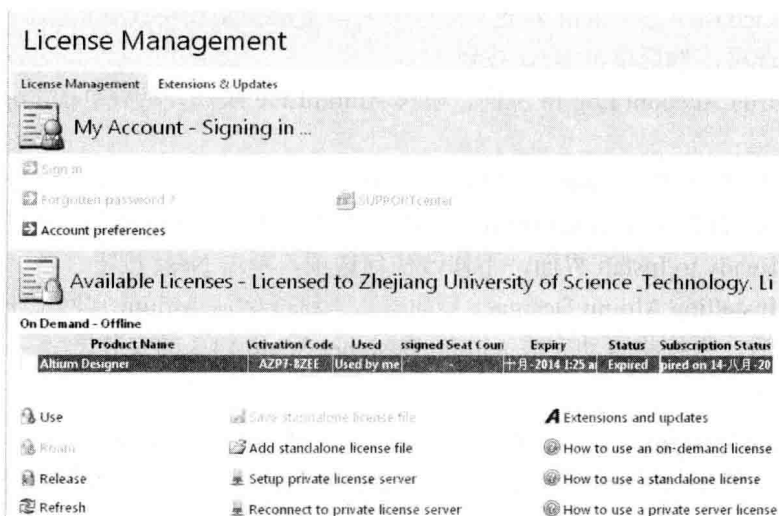 License Management
License Management Extensions & Updates
My Account - Signing in ...
Sign in
Forgotten password ? SUPPORTcenter
Account preferences
Available Licenses - Licensed to Zhejiang University of Science _Technology. Li
On Demand - Offline
Product Name ctivation Code Used ssigned Seat Coun Expiry Status Subscription Status
Altium Designer AZP7-BZEE Used by me - 十月-2014 1:25 a Expired pired on 14-八月-20
Use Save standalone license file Extensions and updates
Roam Add standalone license file How to use an on-demand license
Release Setup private license server How to use a standalone license
Refresh Reconnect to private license server How to use a private server license